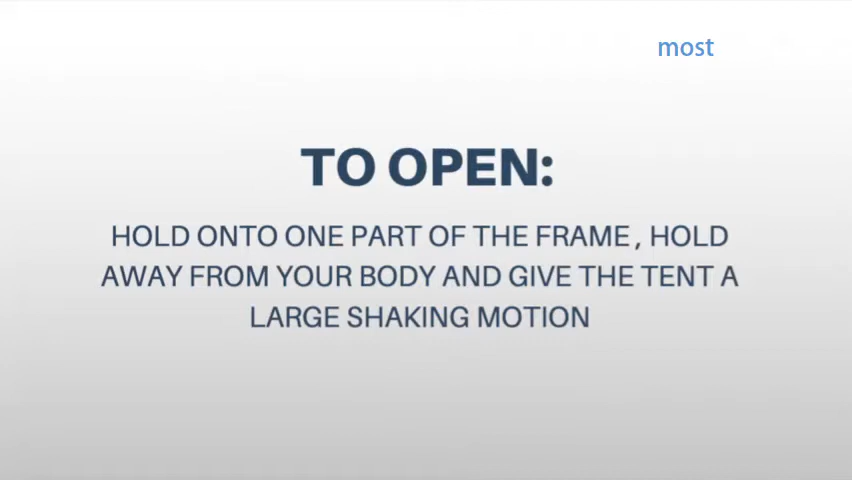 most
TO OPEN:
HOLD ONTO ONE PART OF THE FRAME , HOLD
AWAY FROM YOUR BODY AND GIVE THE TENT A
LARGE SHAKING MOTION